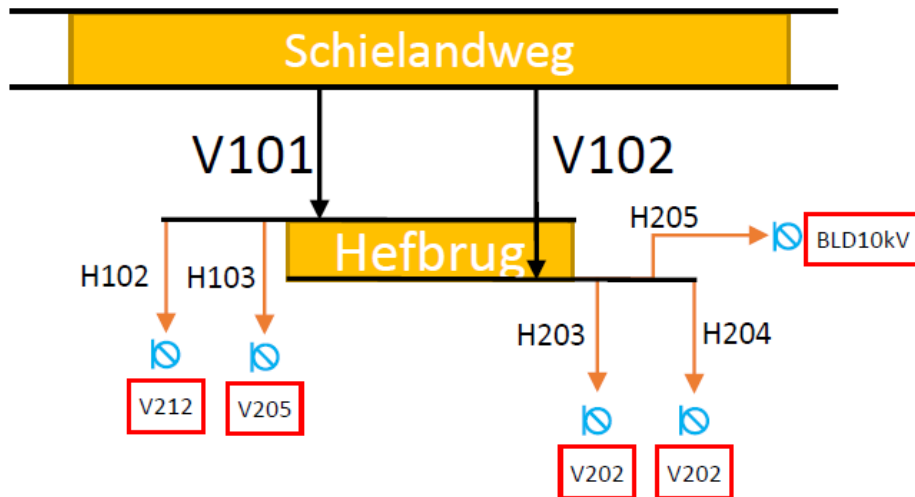 Schielandweg
V101
V102
H205
BLD10kV
Hefbrug
H102
H103
H203
H204
V212
V205
V202
V202